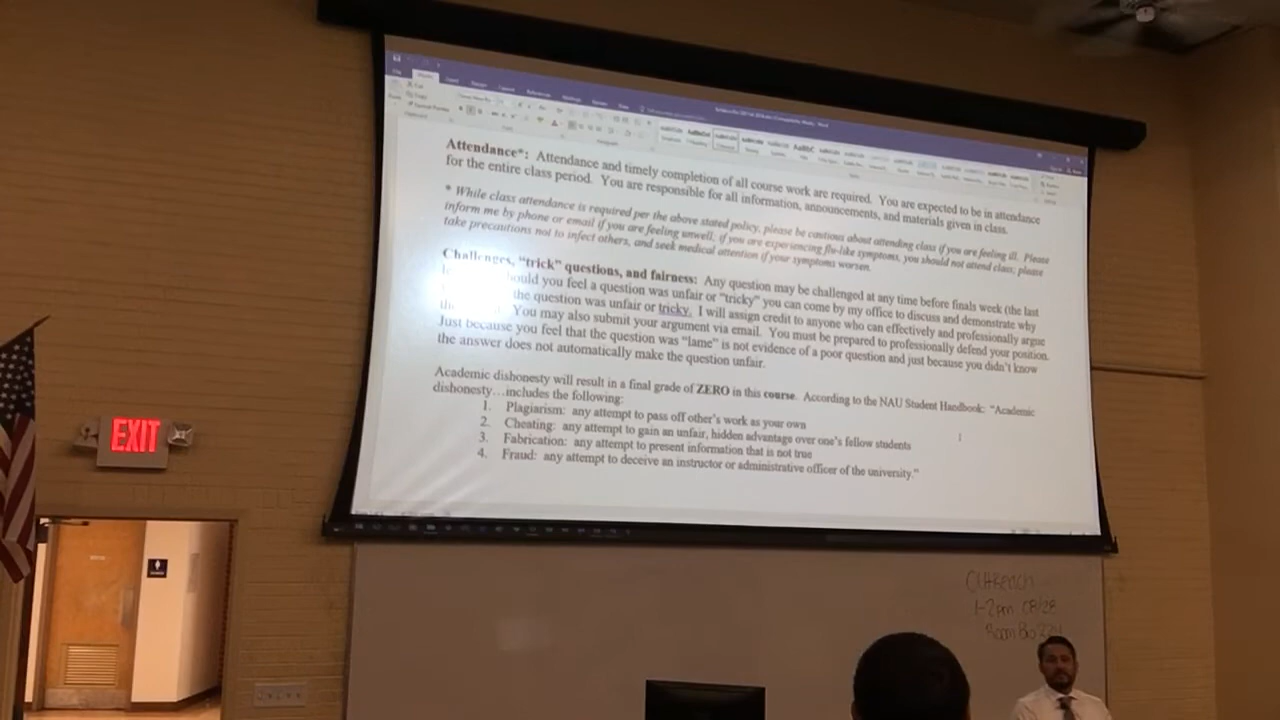 Attendance*: Attendance and timely completion of all course work are required. You are expected to be in attendance
for the entire class period. You are responsible for all information, announcements, and materials given in class.
* While class attendance is required per the above stated policy, please be cautious about attending class if you are feeling ill. Please
inform me by phone or email if you are feeling unwell, if you are experiencing flu-like symptoms, you should not attend class; please
take precautions not to infect others, and seek medical attention if your symptoms worsen.
Challenges, "trick" questions, and fairness: Any question may be challenged at any time before finals week (the last
you feel a question was unfair or "tricky" you can come by my office to discuss and demonstrate why
the question was unfair or tricky. I will assign credit to anyone who can effectively and professionally argue
You may also submit your argument via email. You must be prepared to professionally defend your position.
Just because you feel that the question was "lame" is not evidence of a poor question and just because you didn't know
the answer does not automatically make the question unfair.
Academic dishonesty will result in a final grade of ZERO in this course. According to the NAU Student Handbook: "Academic
dishonesty…includes the following:
1. Plagiarism: any attempt to pass off other's work as your own
2. Cheating: any attempt to gain an unfair, hidden advantage over one's fellow students
3. Fabrication: any attempt to present information that is not true
4. Fraud: any attempt to deceive an instructor or administrative officer of the university."
EXIT
1-2pm 08/28
Room